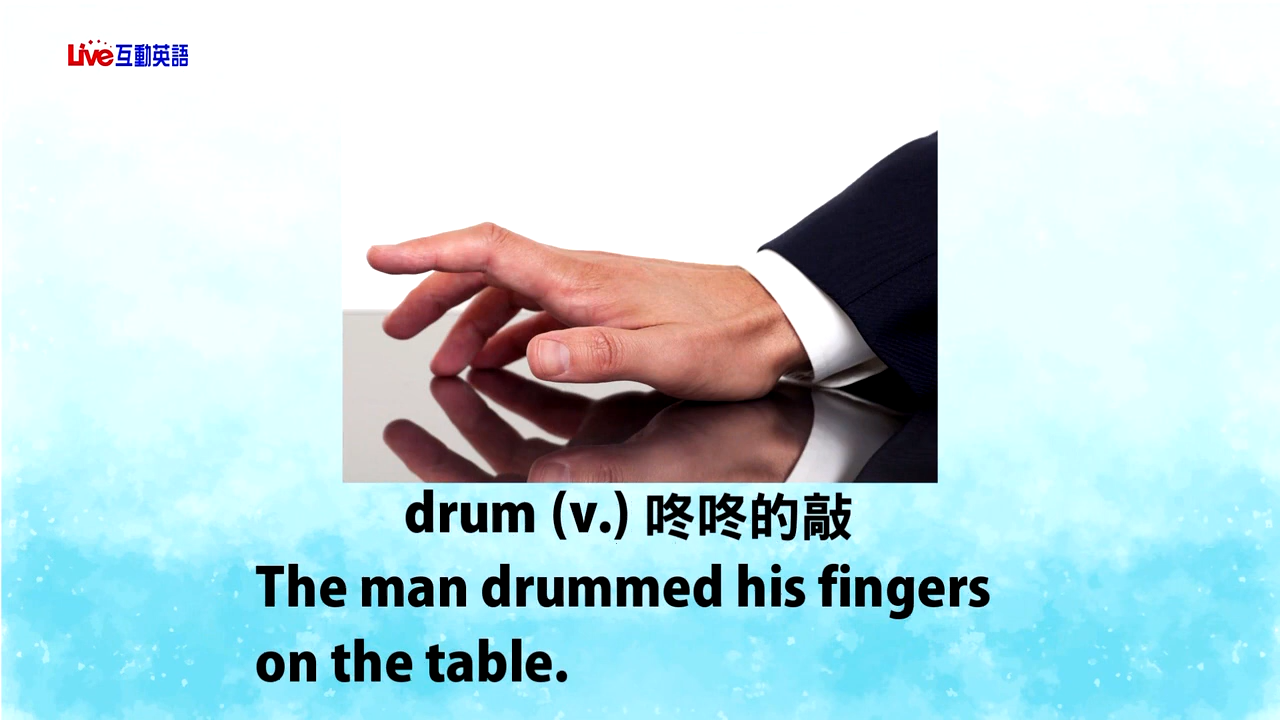 Live互動英語
drum (v.) 咚咚的敲
The man drummed his fingers
on the table.